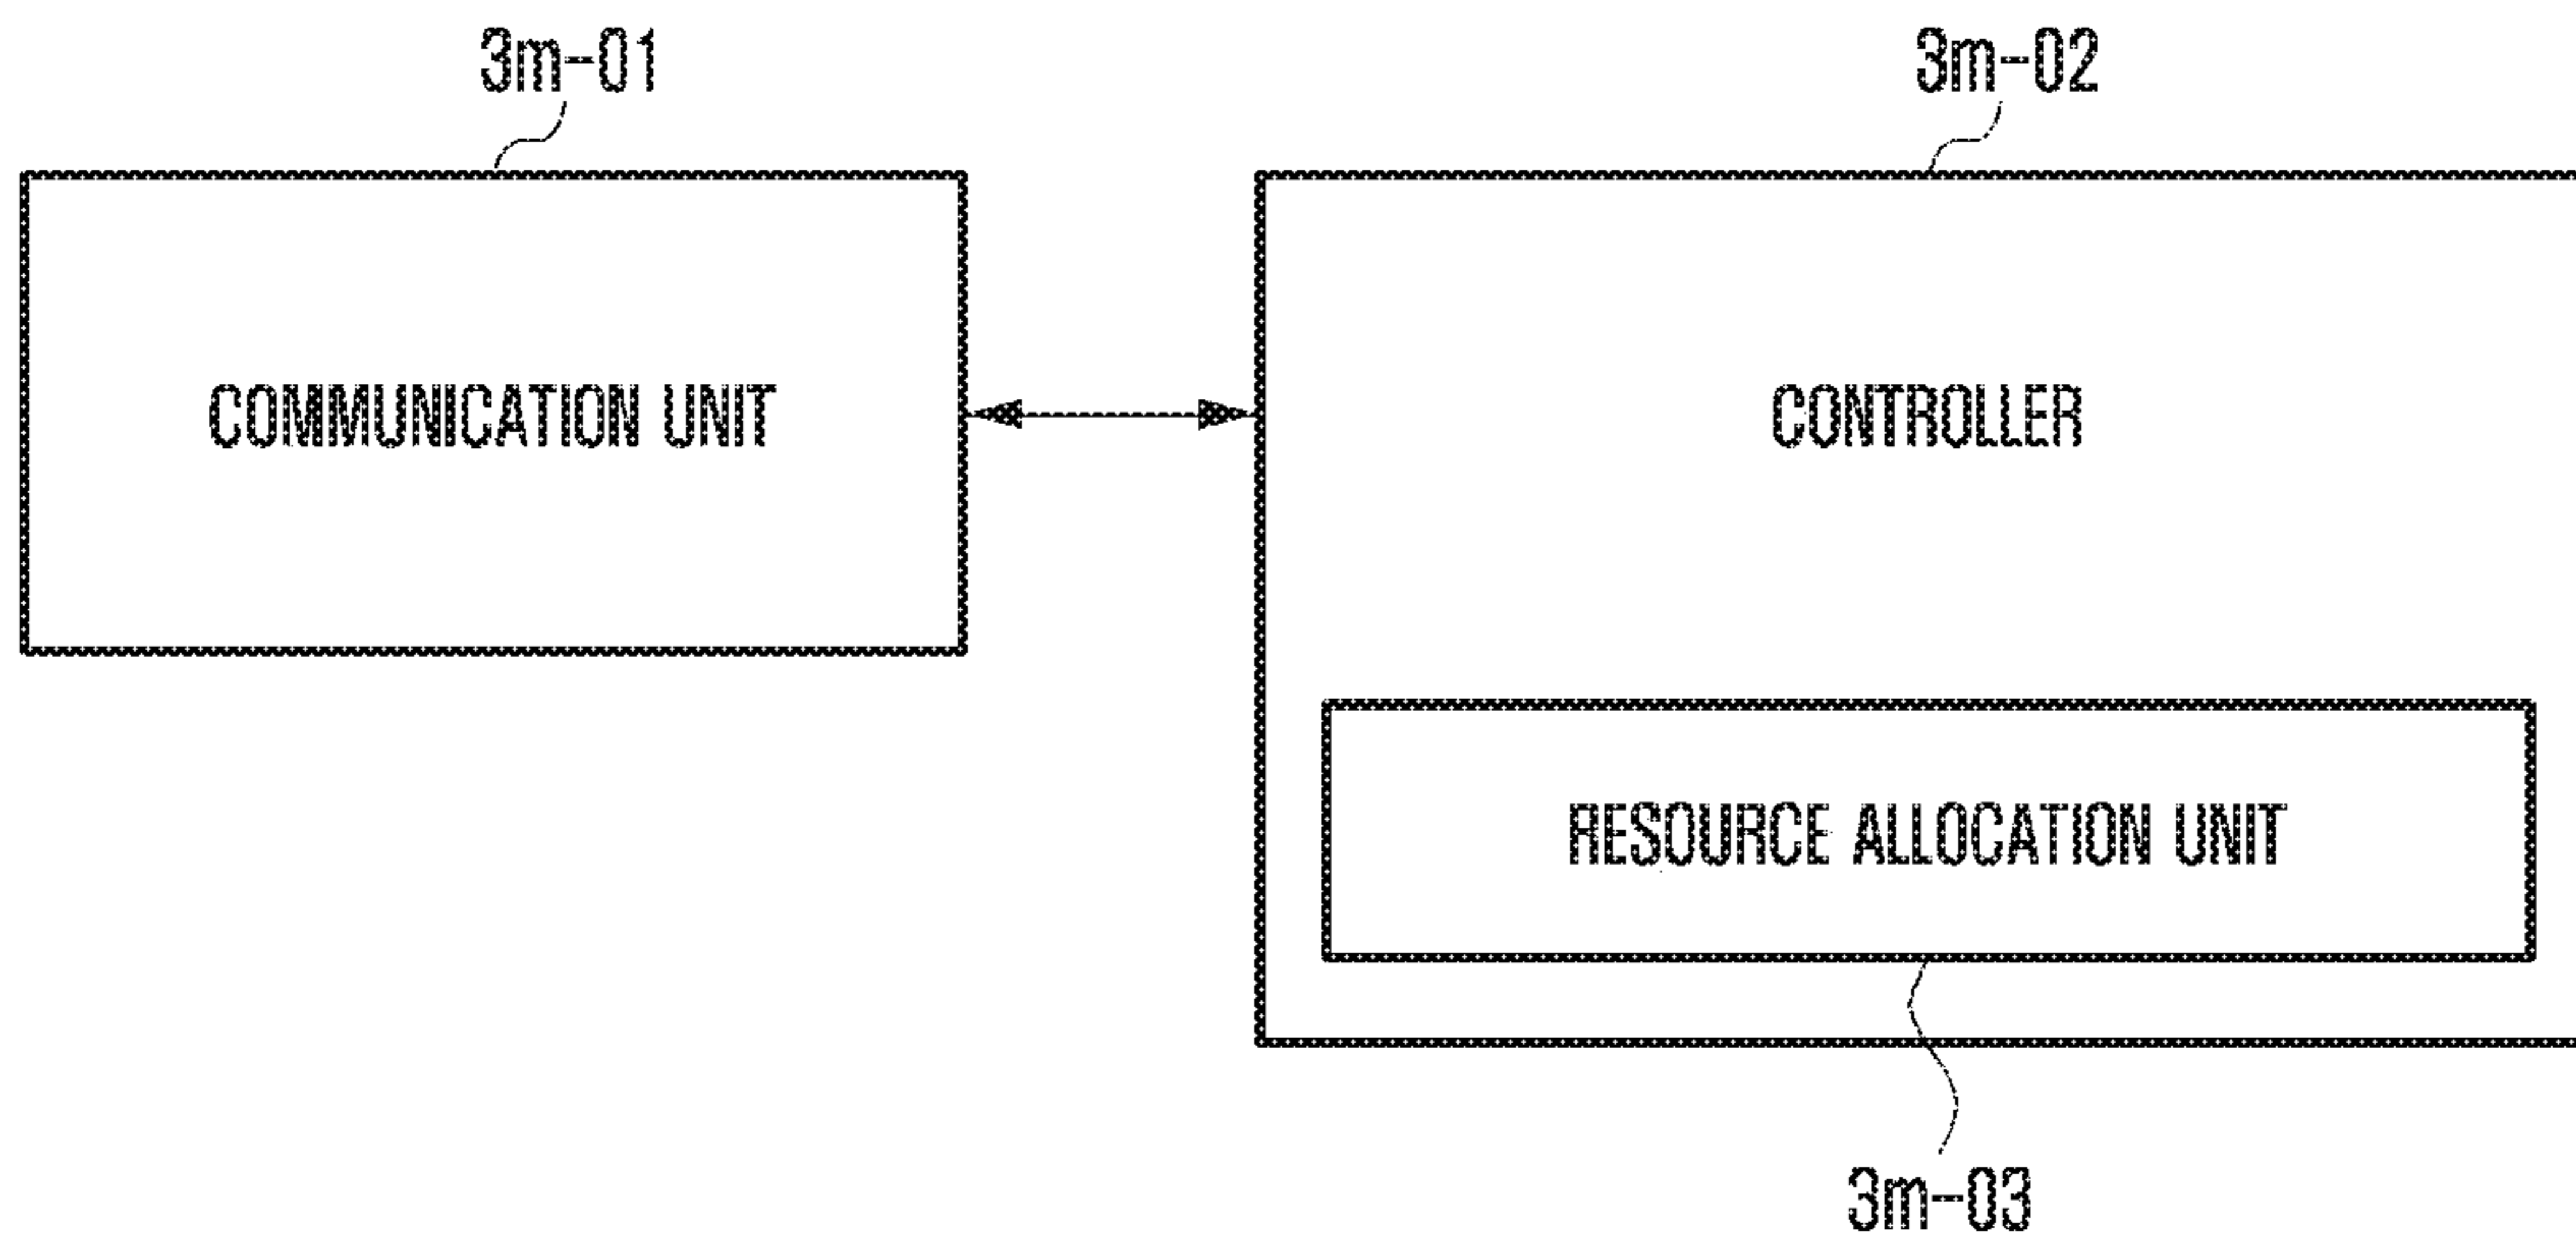 3m-01
3m-02
COMMUNICATION UNIT
CONTROLLER
RESOURCE ALLOCATION UNIT
3m-03